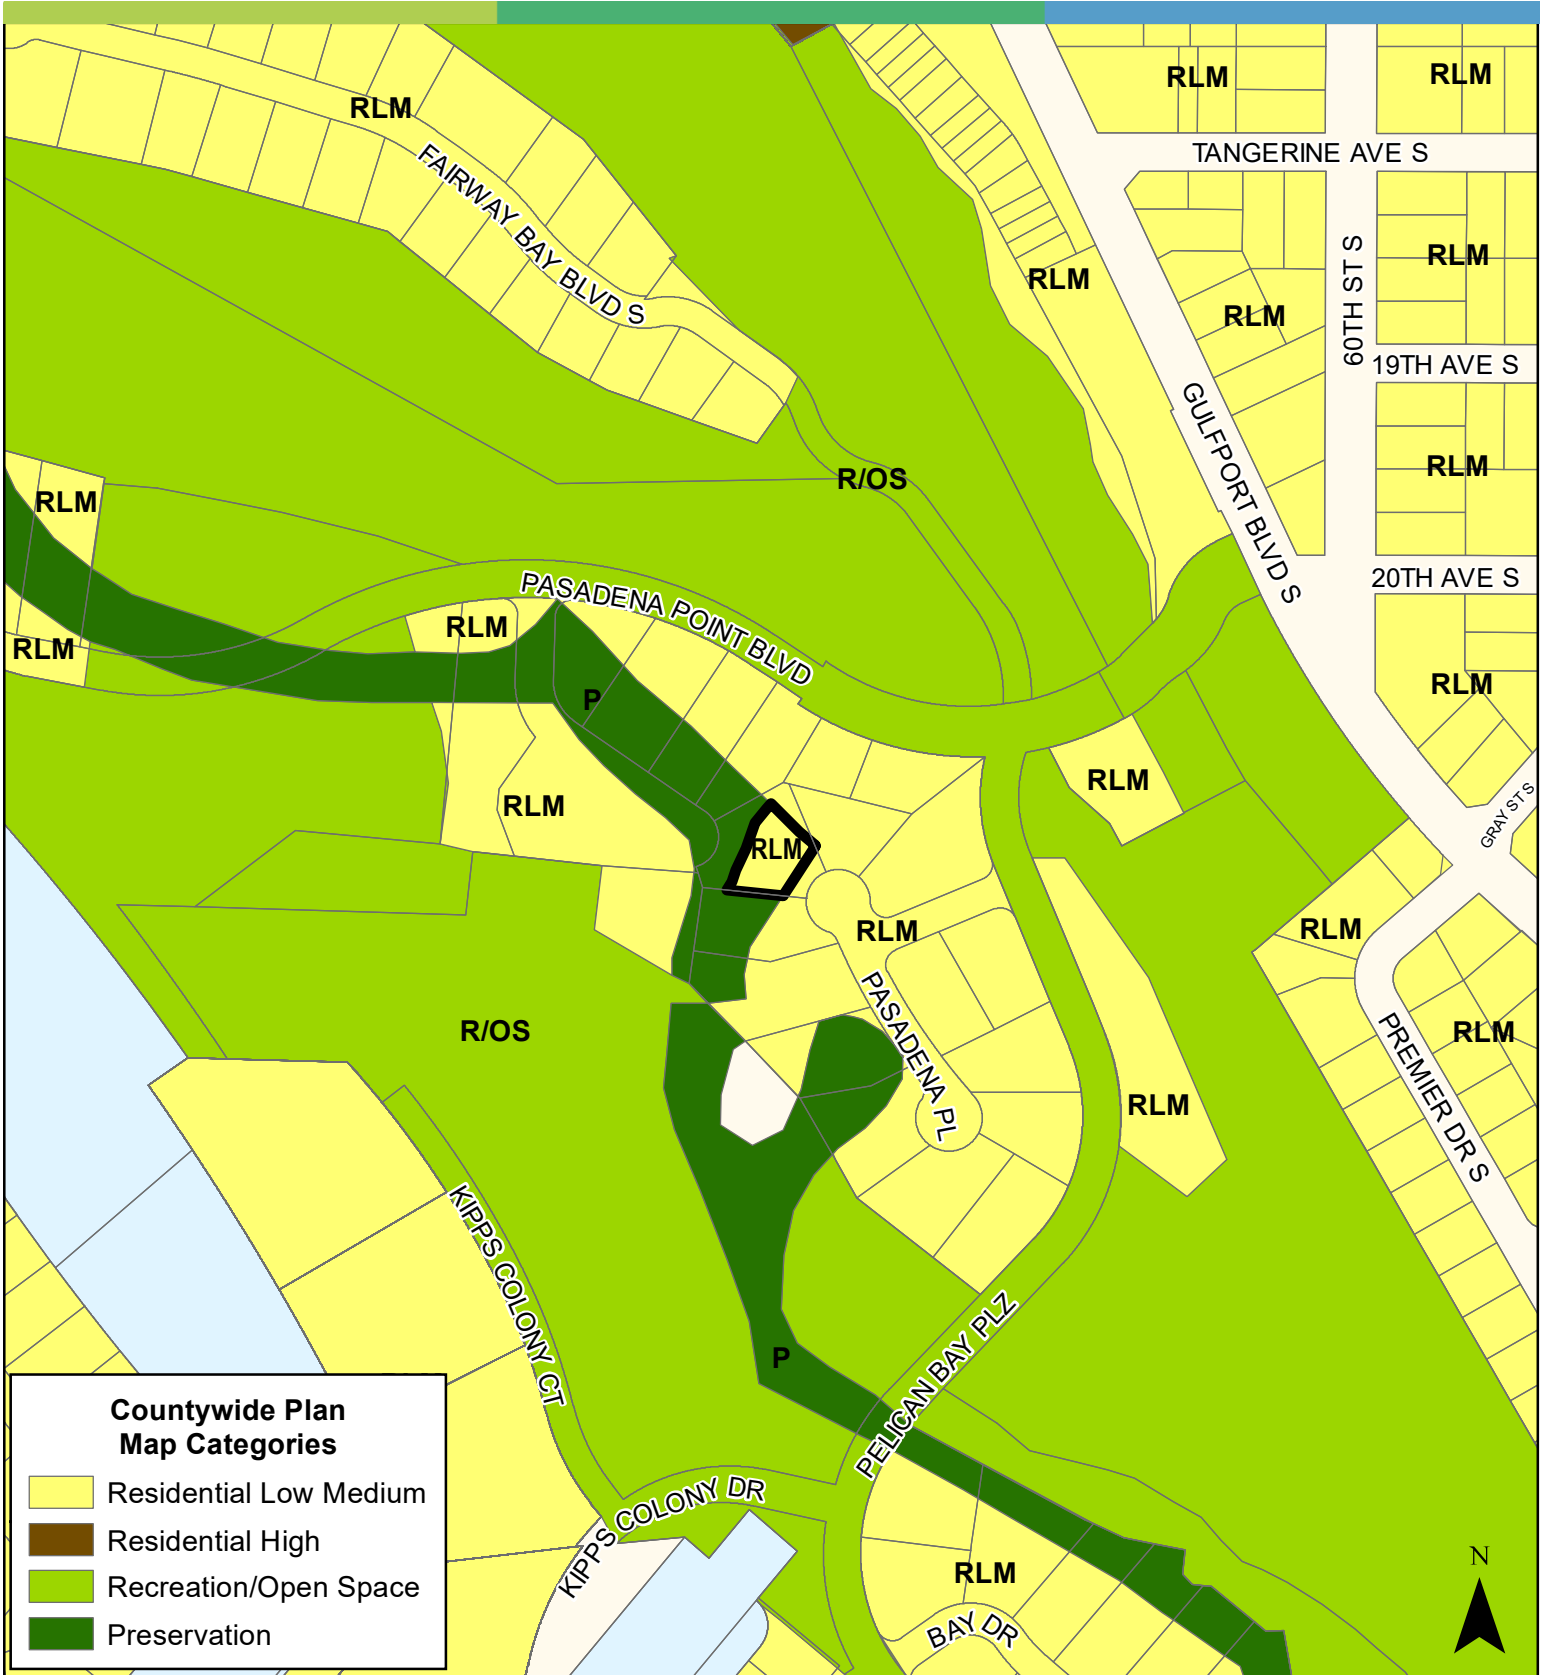 RLM
RLM
RLM
TANGERINE AVE S
FAIRWAY BAY BLVD S
60TH ST S
RLM
RLM
RLM
19TH AVE S
GULFPORT BLVD S
RLM
R/OS
RLM
20TH AVE S
PASADENA POINT BLVD
RLM
RLM
RLM
P
RLM
RLM
GRAY ST S
RLM
RLM
RLM
RLM
PASADENA PL
R/OS
PREMIER DR S
RLM
RLM
KIPPS COLONY CT
P
PELICAN BAY PLZ
KIPPS COLONY DR
RLM
BAY DR
N
Countywide Plan
Map Categories
Residential Low Medium
Residential High
Recreation/Open Space
Preservation